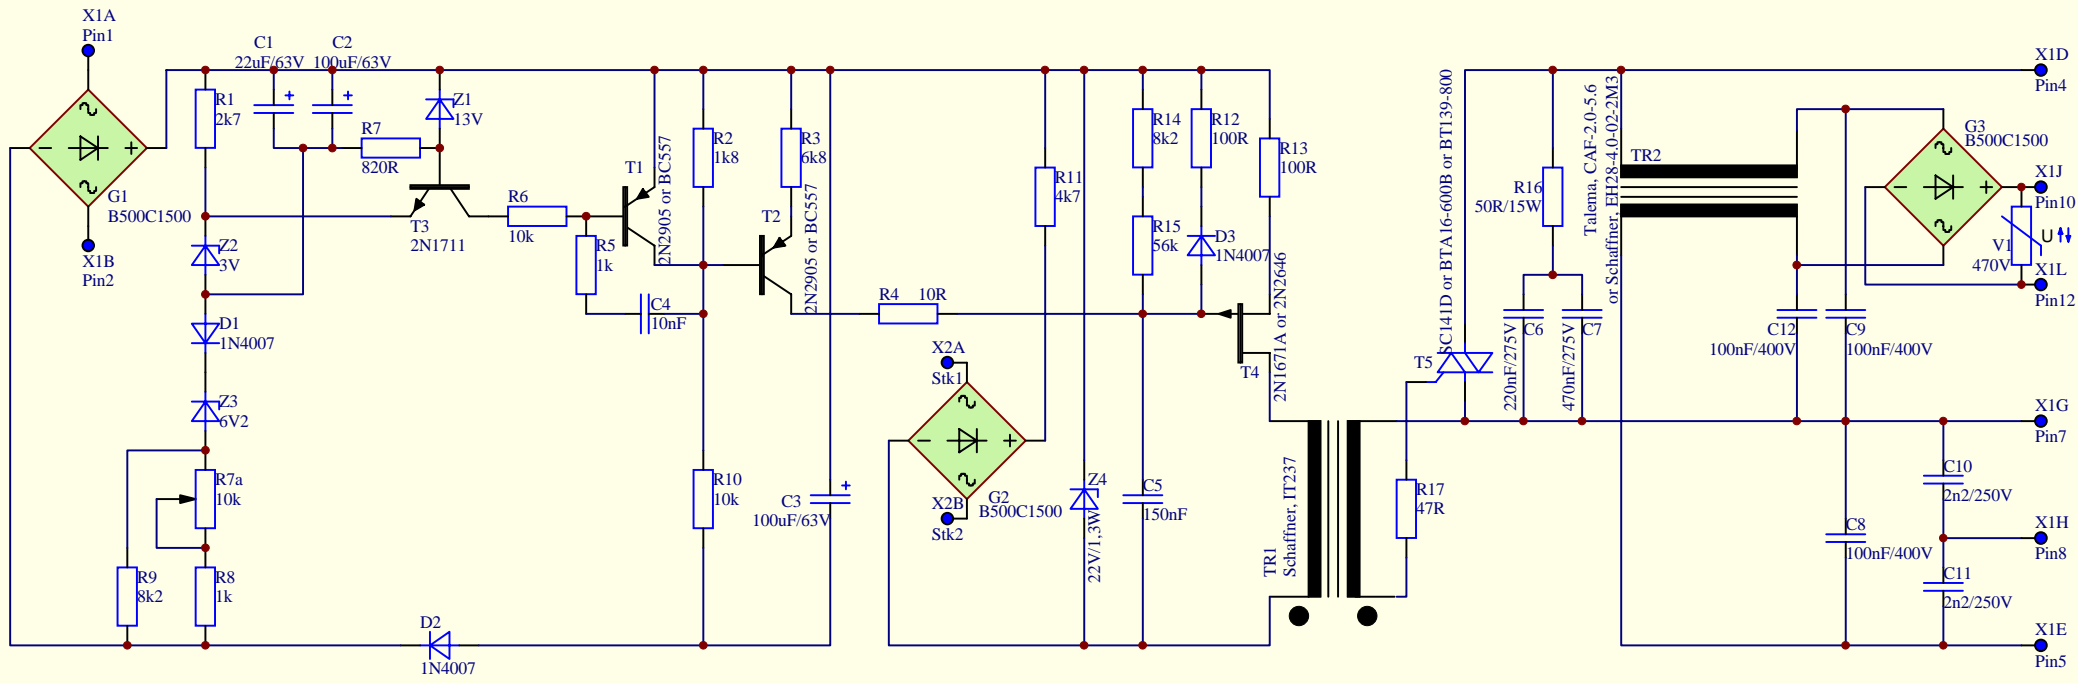 X1A
Pin1
G1
B500C1500
X1B
Pin2
R1
2k7
C1
22uF/63V
C2
100uF/63V
R7
820R
Z1
13V
T3
2N1711
Z2
3V
D1
1N4007
Z3
6V2
R7a
10k
R9
8k2
R8
1k
D2
1N4007
R6
10k
R5
1k
C4
10nF
T1
2N2905 or BC557
R2
1k8
R3
6k8
T2
2N2905 or BC557
R4 10R
R10
10k
C3
100uF/63V
X2A
Stk1
X2B
Stk2
G2
B500C1500
R11
4k7
Z4
22V/1,3W
C5
150nF
R14
8k2
R15
56k
R12
100R
D3
1N4007
R13
100R
T4
2N1671A or 2N2646
TR1
Schaffner, IT237
T5
SC141D or BTA16-600B or BT139-800
R17
47R
R16
50R/15W
C6
220nF/275V
C7
470nF/275V
Talema, CAF-2.0-5.6
or Schaffner, EH28-4.0-02-2M3
TR2
C12
100nF/400V
C9
100nF/400V
G3
B500C1500
V1
470V
U
C8
100nF/400V
C10
2n2/250V
C11
2n2/250V
X1D
Pin4
X1J
Pin10
X1L
Pin12
X1G
Pin7
X1H
Pin8
X1E
Pin5